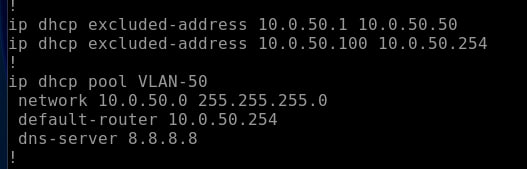 !
ip dhcp excluded-address 10.0.50.1 10.0.50.50
ip dhcp excluded-address 10.0.50.100 10.0.50.254
!
ip dhcp pool VLAN-50
 network 10.0.50.0 255.255.255.0
 default-router 10.0.50.254
 dns-server 8.8.8.8
!